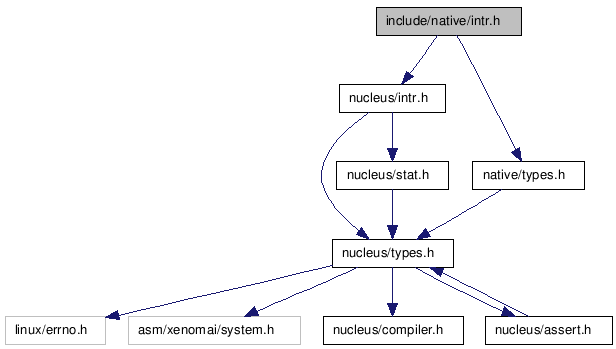 include/native/intr.h
nucleus/intr.h
nucleus/stat.h
native/types.h
nucleus/types.h
linux/errno.h
asm/xenomai/system.h
nucleus/compiler.h
nucleus/assert.h